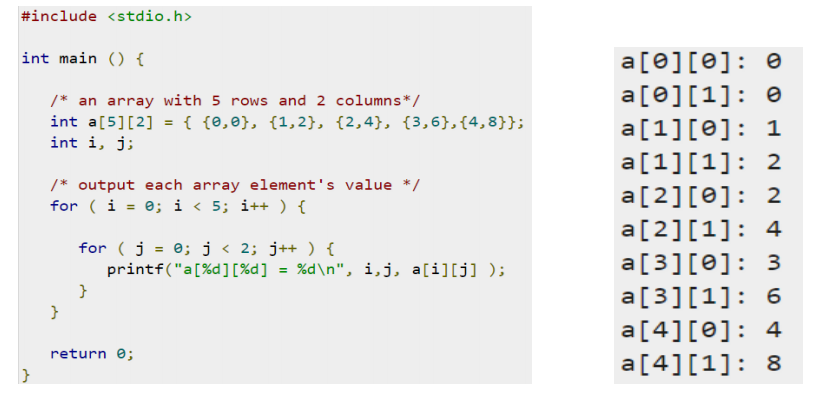 #include <stdio.h>
int main () {
/* an array with 5 rows and 2 columns*/
int a[5][2] = { {0,0}, {1,2}, {2,4}, {3,6},{4,8}};
int i, j;
/* output each array element's value */
for ( i = 0; i < 5; i++ ) {
for ( j = 0; j < 2; j++ ) {
printf("a[%d][%d] = %d\n", i,j, a[i][j] );
}
}
return 0;
}
a[0][0]: 0
a[0][1]: 0
a[1][0]: 1
a[1][1]: 2
a[2][0]: 2
a[2][1]: 4
a[3][0]: 3
a[3][1]: 6
a[4][0]: 4
a[4][1]: 8